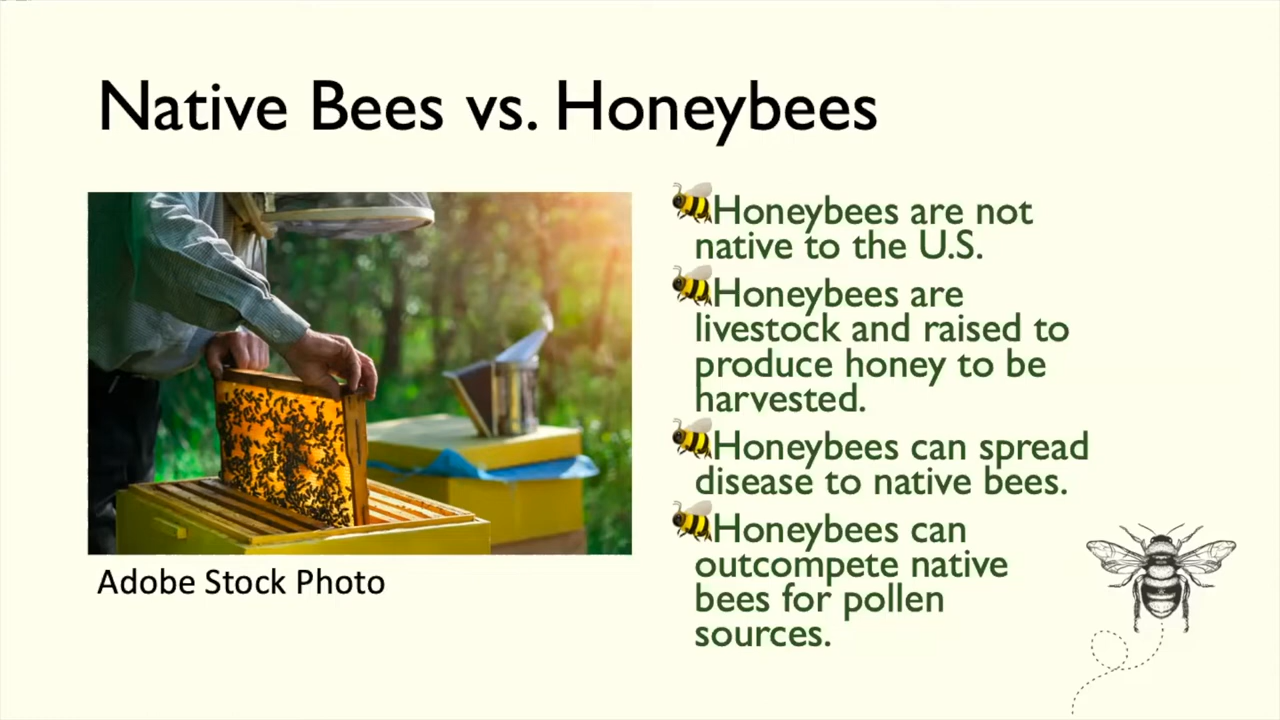 Native Bees vs. Honeybees
Honeybees are not
native to the U.S.
Honeybees are
livestock and raised to
produce honey to be
harvested.
Honeybees can spread
disease to native bees.
Honeybees can
outcompete native
bees for pollen
sources.
Adobe Stock Photo